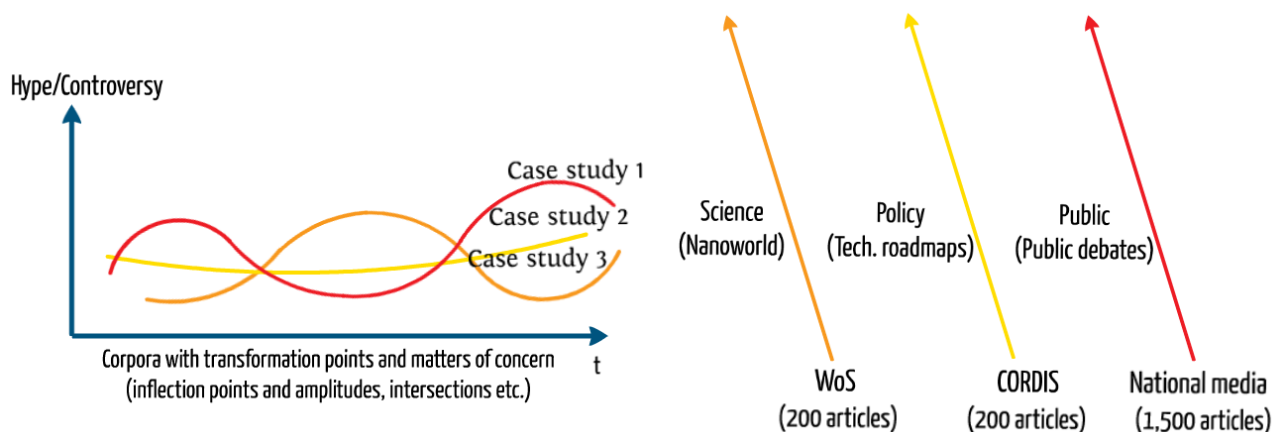 Hype/Controversy
Case study 1
Case study 2
Case study 3
t
Corpora with transformation points and matters of concern
(inflection points and amplitudes, intersections etc.)
Science
(Nanoworld)
Policy
(Tech. roadmaps)
Public
(Public debates)
WoS
(200 articles)
CORDIS
(200 articles)
National media
(1,500 articles)